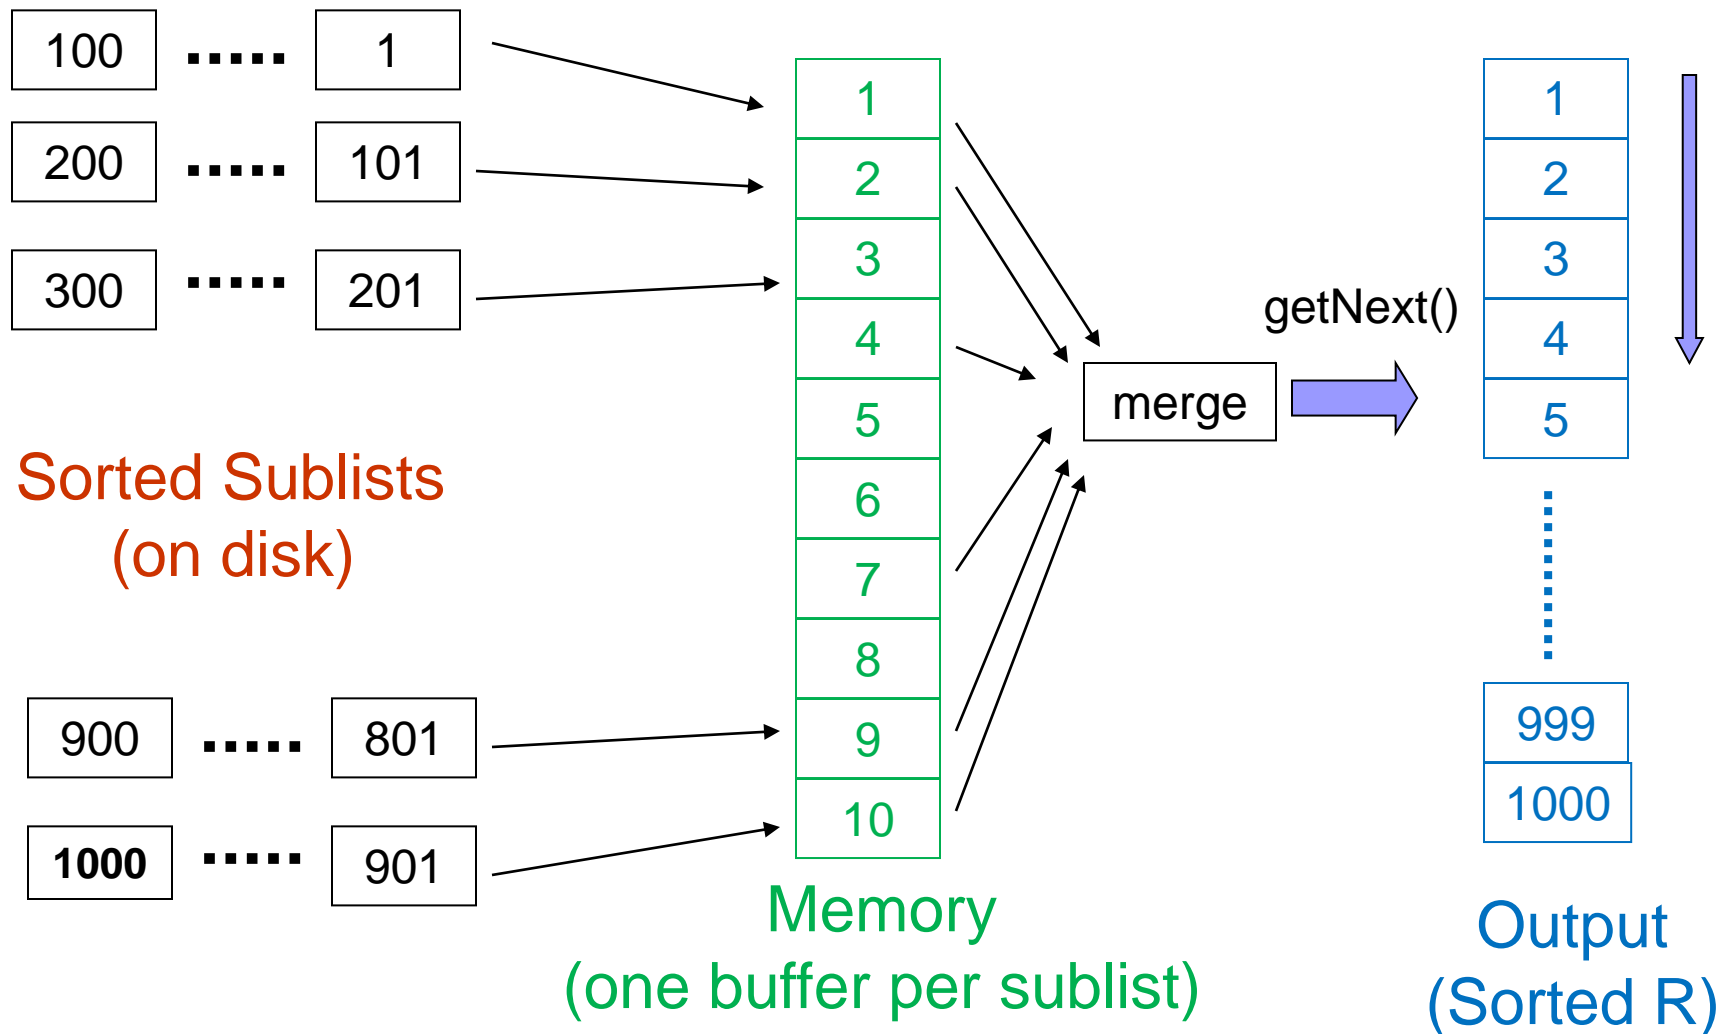 100 ..... 1
200 ..... 101
300 ..... 201
Sorted Sublists
(on disk)
900 ..... 801
1000 ..... 901
1
2
3
4
5
6
7
8
9
10
Memory
(one buffer per sublist)
merge
getNext()
1
2
3
4
5
999
1000
Output
(Sorted R)